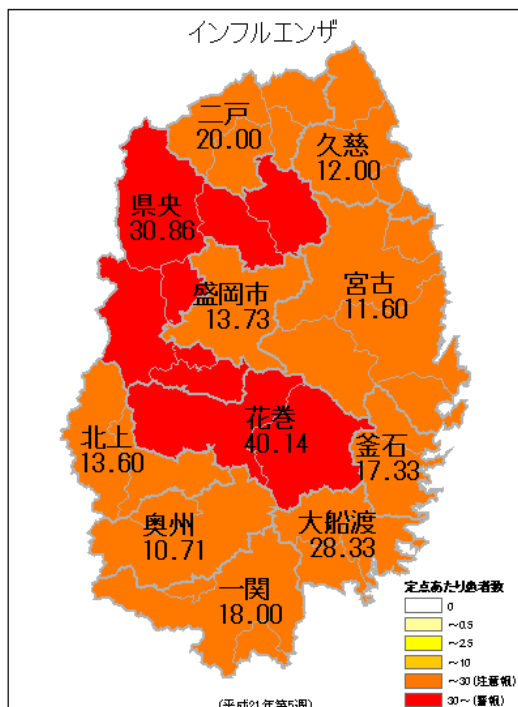 インフルエンザ
二戸
20.00
久慈
12.00
県央
30.86
盛岡市
13.73
宮古
11.60
花巻
40.14
北上
13.60
釜石
17.33
奥州
10.71
大船渡
28.33
一関
18.00
定点あたり患者数
0
～0.5
～2.5
～10
～30(注意報)
30～(警報)
(平成21年第5週)